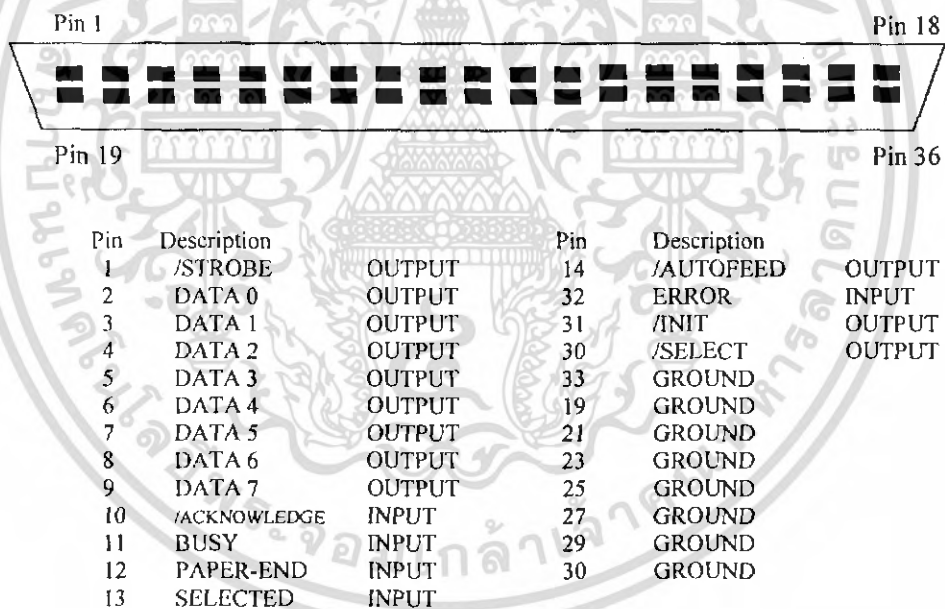 Pin 1 Pin 18
Pin 19 Pin 36
Pin Description Pin Description
1 /STROBE OUTPUT 14 /AUTOFEED OUTPUT
2 DATA 0 OUTPUT 32 ERROR INPUT
3 DATA 1 OUTPUT 31 /INIT OUTPUT
4 DATA 2 OUTPUT 30 /SELECT OUTPUT
5 DATA 3 OUTPUT 33 GROUND
6 DATA 4 OUTPUT 19 GROUND
7 DATA 5 OUTPUT 21 GROUND
8 DATA 6 OUTPUT 23 GROUND
9 DATA 7 OUTPUT 25 GROUND
10 /ACKNOWLEDGE INPUT 27 GROUND
11 BUSY INPUT 29 GROUND
12 PAPER-END INPUT 30 GROUND
13 SELECTED INPUT